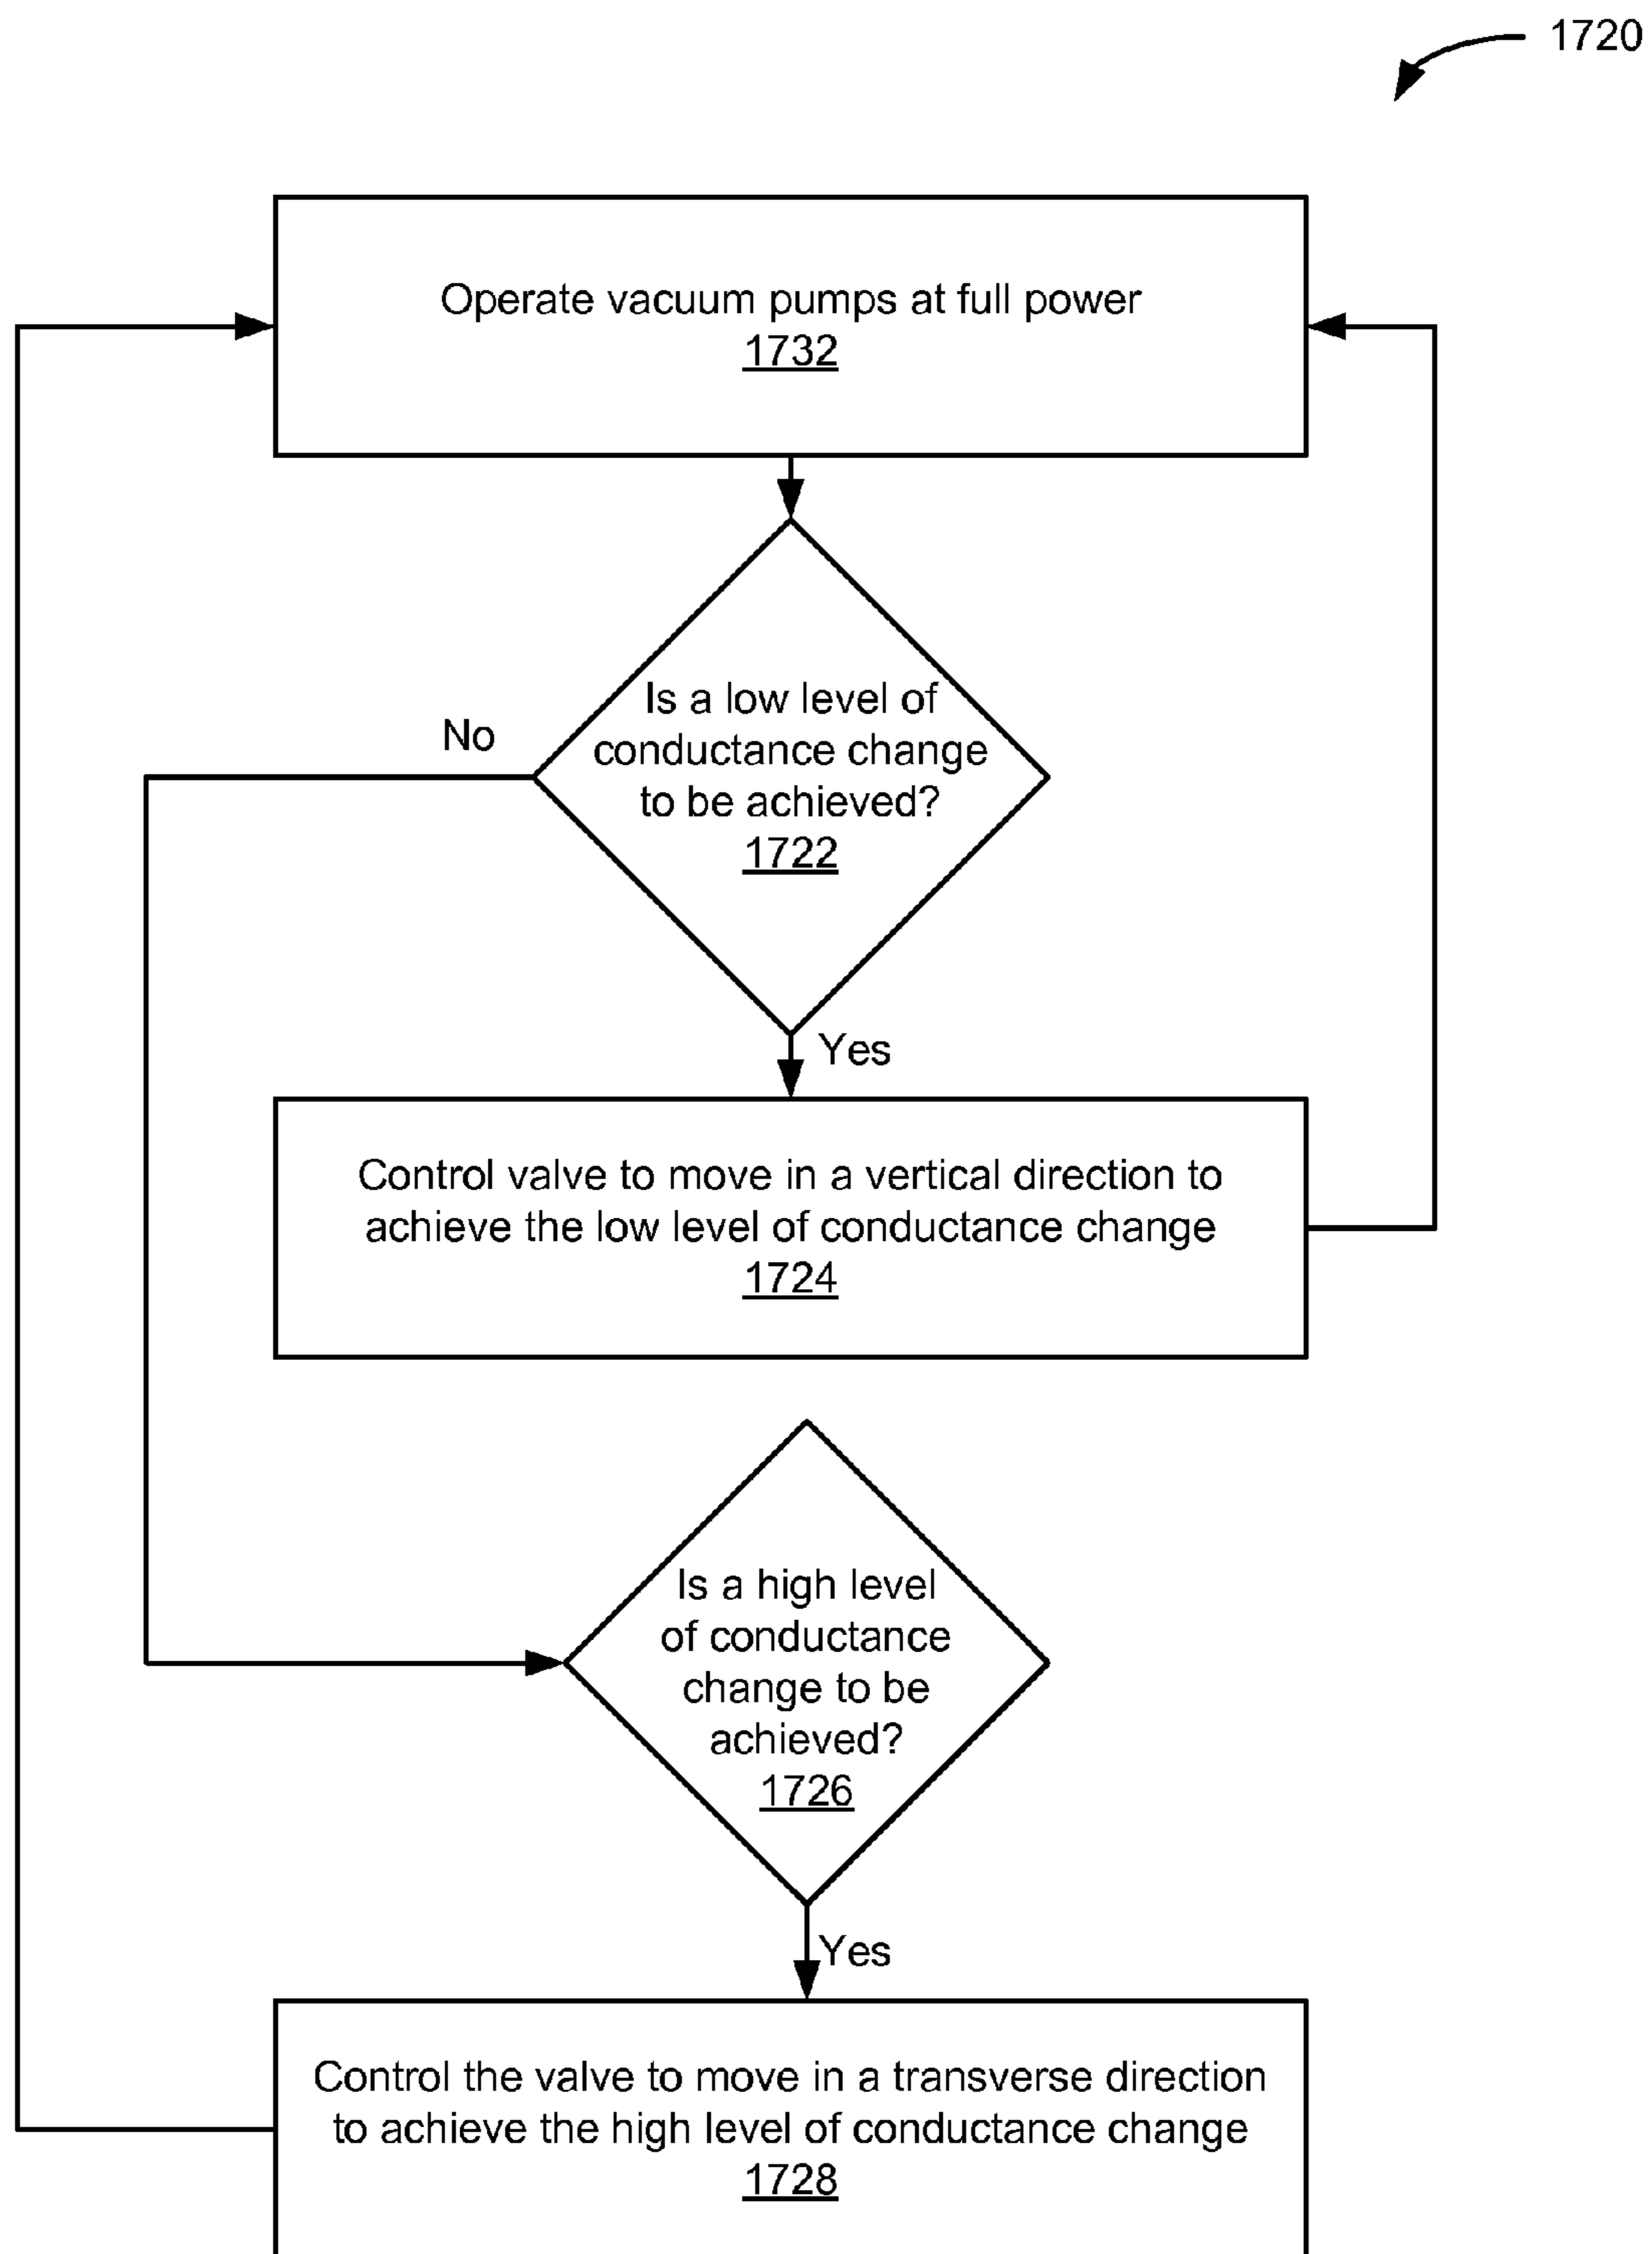 1720
Operate vacuum pumps at full power
1732
Is a low level of
conductance change
to be achieved?
1722
No
Yes
Control valve to move in a vertical direction to
achieve the low level of conductance change
1724
Is a high level
of conductance
change to be
achieved?
1726
Yes
Control the valve to move in a transverse direction
to achieve the high level of conductance change
1728